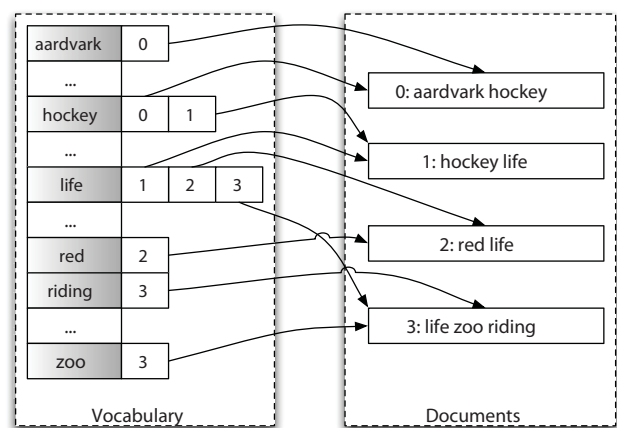 aardvark 0
...
hockey 0 1
...
life 1 2 3
...
red 2
riding 3
...
zoo 3
Vocabulary
0: aardvark hockey
1: hockey life
2: red life
3: life zoo riding
Documents